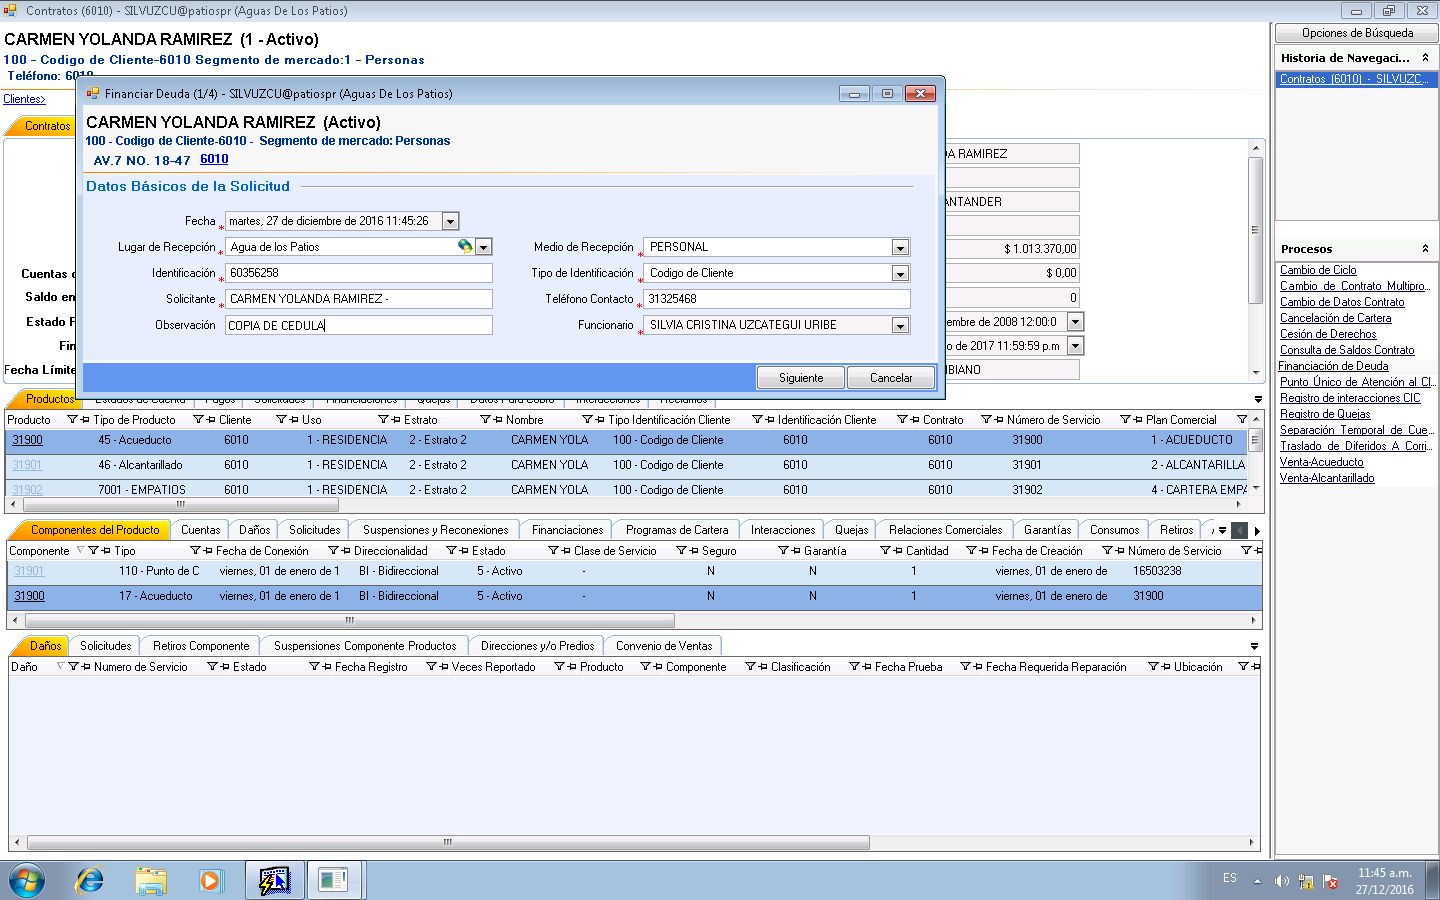 Contratos (6010) - SILVUZCU@patiospr (Aguas De Los Patios)
CARMEN YOLANDA RAMIREZ (1 - Activo)
100 - Codigo de Cliente-6010 Segmento de mercado:1 - Personas
Teléfono: 6010
Clientes>
Contratos
Financiar Deuda (1/4) - SILVUZCU@patiospr (Aguas De Los Patios)
CARMEN YOLANDA RAMIREZ (Activo)
100 - Codigo de Cliente-6010 - Segmento de mercado: Personas
AV.7 NO. 18-47 6010
Datos Básicos de la Solicitud
Fecha * martes, 27 de diciembre de 2016 11:45:26
Lugar de Recepción * Agua de los Patios
Medio de Recepción * PERSONAL
Identificación * 60356258
Tipo de Identificación * Codigo de Cliente
Solicitante * CARMEN YOLANDA RAMIREZ -
Teléfono Contacto * 31325468
Observación COPIA DE CEDULA
Funcionario * SILVIA CRISTINA UZCATEGUI URIBE
Siguiente Cancelar
DA RAMIREZ
ANTANDER
$ 1.013.370,00
Cuentas
$ 0,00
Saldo en
0
Estado F
embre de 2008 12:00:0
Fin
o de 2017 11:59:59 p.m
Fecha Límite
MBIANO
Productos Estados de Cuenta Pagos Solicitudes Financiaciones Quejas Datos Para Cobro Interacciones Reclamos
Producto Tipo de Producto Cliente Uso Estrato Nombre Tipo Identificación Cliente Identificación Cliente Contrato Número de Servicio Plan Comercial
31900 45 - Acueducto 6010 1 - RESIDENCIA 2 - Estrato 2 CARMEN YOLA 100 - Codigo de Cliente 6010 6010 31900 1 - ACUEDUCTO
31901 46 - Alcantarillado 6010 1 - RESIDENCIA 2 - Estrato 2 CARMEN YOLA 100 - Codigo de Cliente 6010 6010 31901 2 - ALCANTARILLA
31902 7001 - EMPATIOS 6010 1 - RESIDENCIA 2 - Estrato 2 CARMEN YOLA 100 - Codigo de Cliente 6010 6010 31902 4 - CARTERA EMPA
Componentes del Producto Cuentas Daños Solicitudes Suspensiones y Reconexiones Financiaciones Programas de Cartera Interacciones Quejas Relaciones Comerciales Garantías Consumos Retiros
Componente Tipo Fecha de Conexión Direccionalidad Estado Clase de Servicio Seguro Garantía Cantidad Fecha de Creación Número de Servicio
31901 110 - Punto de C viernes, 01 de enero de 1 BI - Bidireccional 5 - Activo - N N 1 viernes, 01 de enero de 16503238
31900 17 - Acueducto viernes, 01 de enero de 1 BI - Bidireccional 5 - Activo - N N 1 viernes, 01 de enero de 31900
Daños Solicitudes Retiros Componente Suspensiones Componente Productos Direcciones y/o Predios Convenio de Ventas
Daño Numero de Servicio Estado Fecha Registro Veces Reportado Producto Componente Clasificación Fecha Prueba Fecha Requerida Reparación Ubicación
Opciones de Búsqueda
Historia de Navegaci...
Contratos (6010) - SILVUZC...
Procesos
Cambio de Ciclo
Cambio de Contrato Multipro...
Cambio de Datos Contrato
Cancelación de Cartera
Cesión de Derechos
Consulta de Saldos Contrato
Financiación de Deuda
Punto Único de Atención al Cl...
Registro de interacciones CIC
Registro de Quejas
Separación Temporal de Cue...
Traslado de Diferidos A Corri...
Venta-Acueducto
Venta-Alcantarillado
ES
11:45 a.m.
27/12/2016